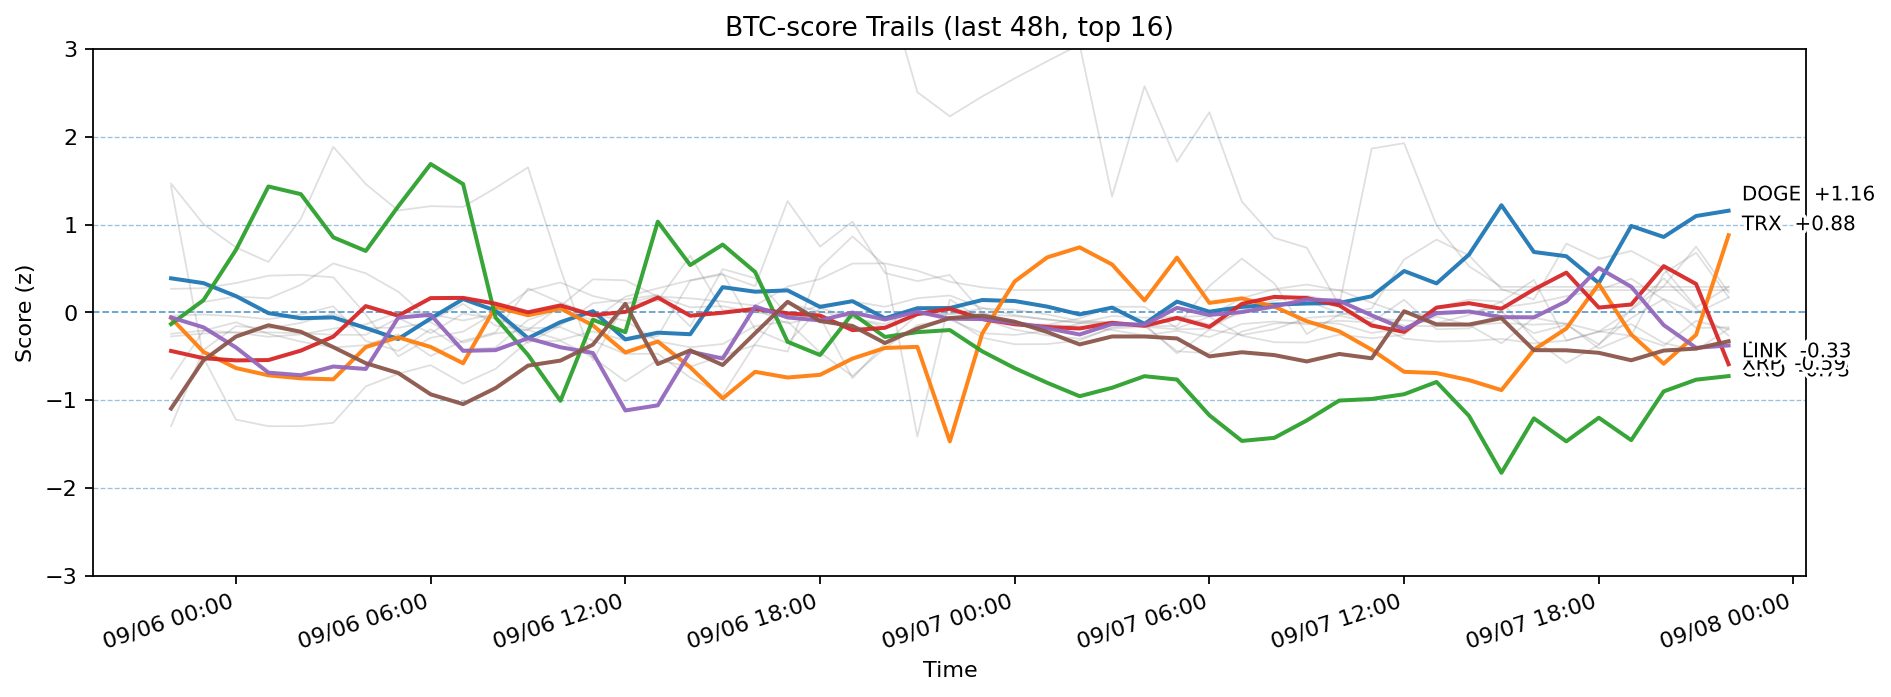 BTC-score Trails (last 48h, top 16)
Score (z)
3
2
1
0
−1
−2
−3
DOGE +1.16
TRX +0.88
LINK -0.33
XRP -0.59
09/06 00:00
09/06 06:00
09/06 12:00
09/06 18:00
09/07 00:00
09/07 06:00
09/07 12:00
09/07 18:00
09/08 00:00
Time